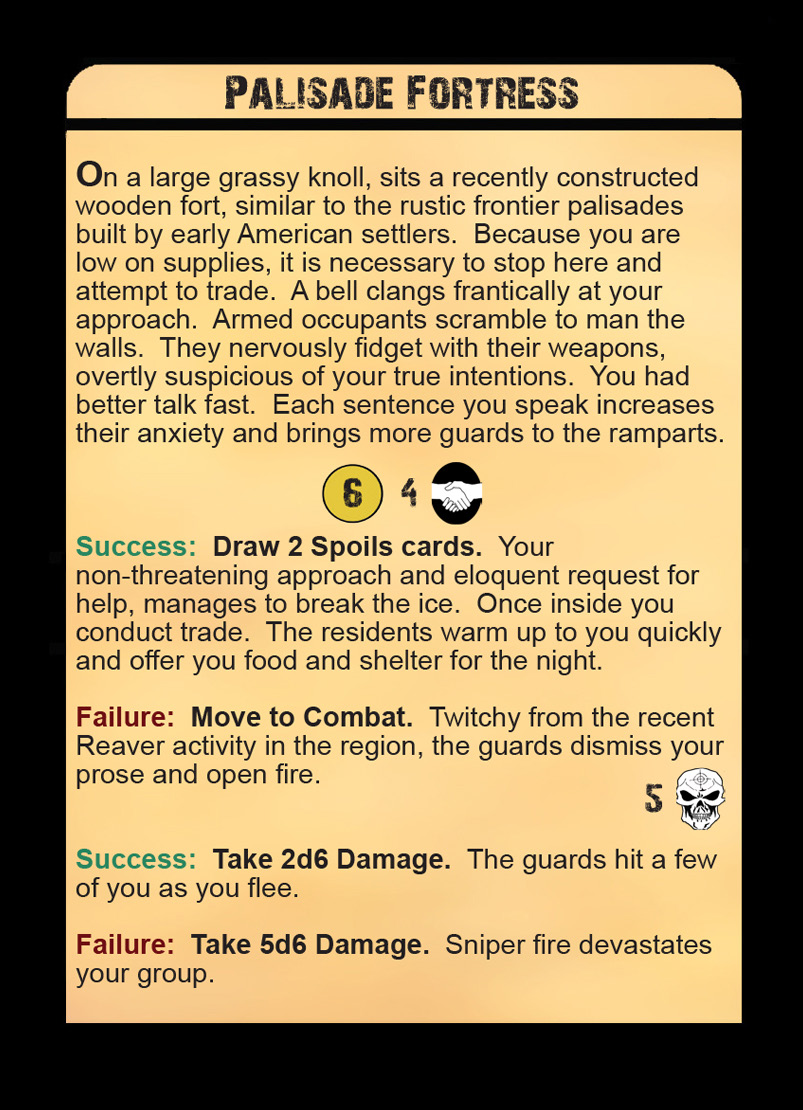 Palisade Fortress
On a large grassy knoll, sits a recently constructed
wooden fort, similar to the rustic frontier palisades
built by early American settlers.  Because you are
low on supplies, it is necessary to stop here and
attempt to trade.  A bell clangs frantically at your
approach.  Armed occupants scramble to man the
walls.  They nervously fidget with their weapons,
overtly suspicious of your true intentions.  You had
better talk fast.  Each sentence you speak increases
their anxiety and brings more guards to the ramparts.
6 4
Success:  Draw 2 Spoils cards.  Your
non-threatening approach and eloquent request for
help, manages to break the ice.  Once inside you
conduct trade.  The residents warm up to you quickly
and offer you food and shelter for the night.
Failure:  Move to Combat.  Twitchy from the recent
Reaver activity in the region, the guards dismiss your
prose and open fire.
5
Success:  Take 2d6 Damage.  The guards hit a few
of you as you flee.
Failure:  Take 5d6 Damage.  Sniper fire devastates
your group.